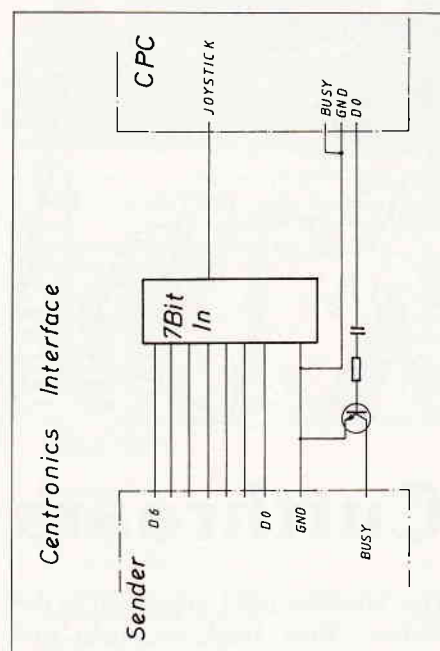 Centronics Interface
Sender
D6
D0
GND
BUSY
7Bit
In
CPC
JOYSTICK
BUSY
GND
D0